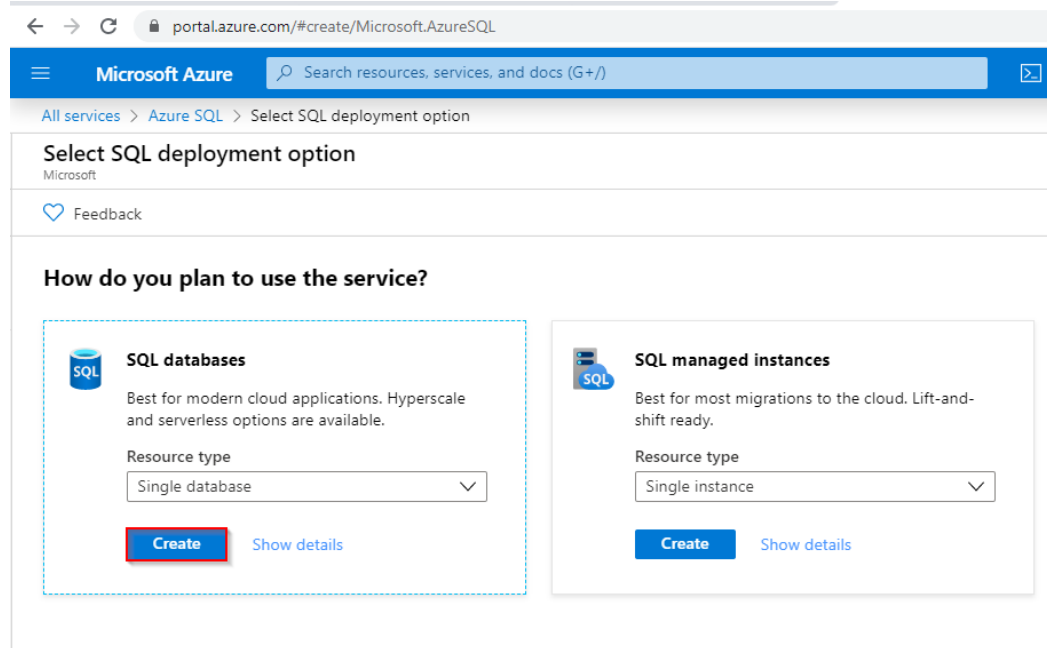 portal.azure.com/#create/Microsoft.AzureSQL
Microsoft Azure
Search resources, services, and docs (G+/)
All services > Azure SQL > Select SQL deployment option
Select SQL deployment option
Microsoft
Feedback
How do you plan to use the service?
SQL
SQL databases
Best for modern cloud applications. Hyperscale
and serverless options are available.
Resource type
Single database
Create
Show details
SQL
SQL managed instances
Best for most migrations to the cloud. Lift-and-
shift ready.
Resource type
Single instance
Create
Show details